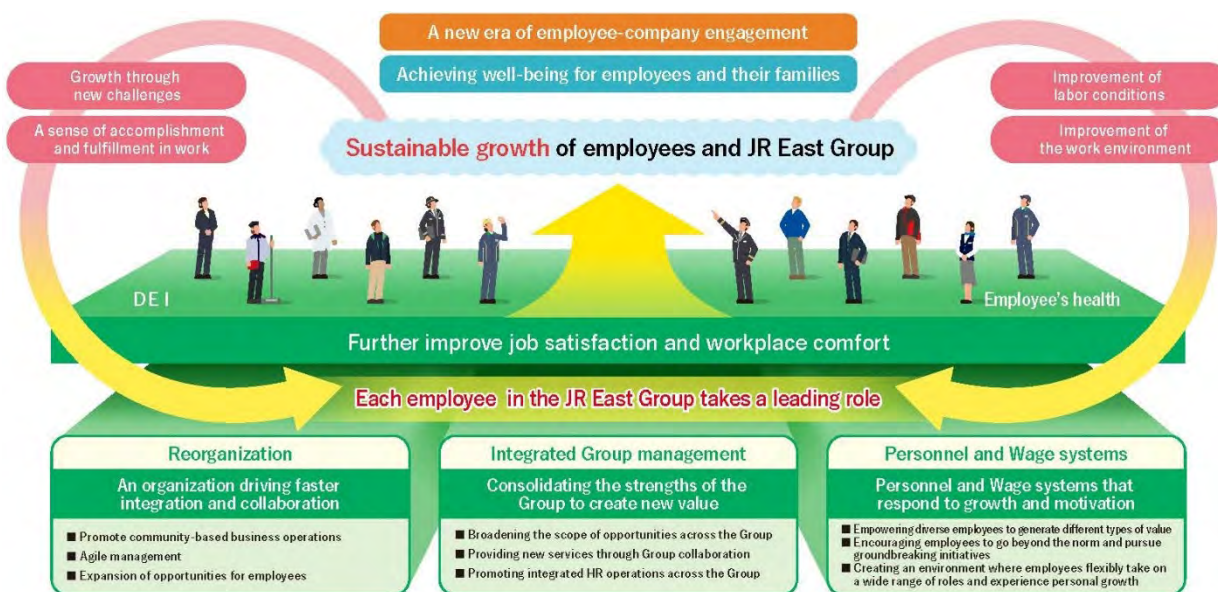 A new era of employee-company engagement
Achieving well-being for employees and their families
Growth through
new challenges
A sense of accomplishment
and fulfillment in work
Improvement of
labor conditions
Improvement of
the work environment
Sustainable growth of employees and JR East Group
DEI
Employee's health
Further improve job satisfaction and workplace comfort
Each employee in the JR East Group takes a leading role
Reorganization
An organization driving faster
integration and collaboration
■ Promote community-based business operations
■ Agile management
■ Expansion of opportunities for employees
Integrated Group management
Consolidating the strengths of the
Group to create new value
■ Broadening the scope of opportunities across the Group
■ Providing new services through Group collaboration
■ Promoting integrated HR operations across the Group
Personnel and Wage systems
Personnel and Wage systems that
respond to growth and motivation
■ Empowering diverse employees to generate different types of value
■ Encouraging employees to go beyond the norm and pursue
groundbreaking initiatives
■ Creating an environment where employees flexibly take on
a wide range of roles and experience personal growth